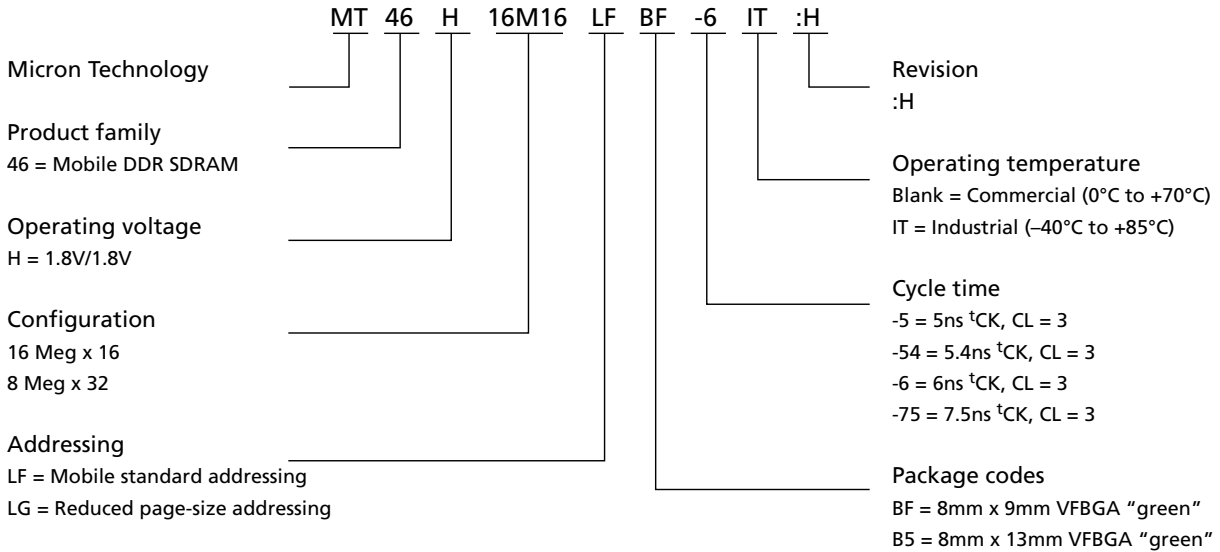 MT 46 H 16M16 LF BF -6 IT :H
Micron Technology
Product family
46 = Mobile DDR SDRAM
Operating voltage
H = 1.8V/1.8V
Configuration
16 Meg x 16
8 Meg x 32
Addressing
LF = Mobile standard addressing
LG = Reduced page-size addressing
Revision
:H
Operating temperature
Blank = Commercial (0°C to +70°C)
IT = Industrial (–40°C to +85°C)
Cycle time
-5 = 5ns tCK, CL = 3
-54 = 5.4ns tCK, CL = 3
-6 = 6ns tCK, CL = 3
-75 = 7.5ns tCK, CL = 3
Package codes
BF = 8mm x 9mm VFBGA “green”
B5 = 8mm x 13mm VFBGA “green”